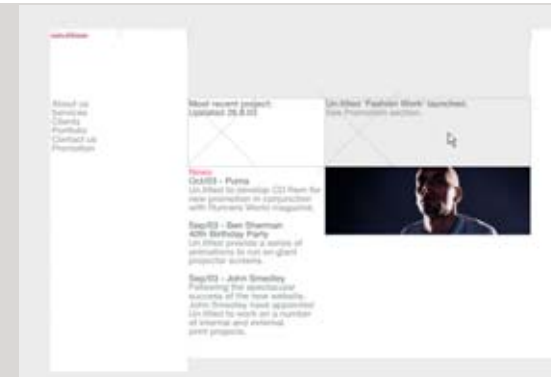 About us
Services
Clients
Portfolio
Contact us
Promotion
Most recent project:
Updated 26.8.03
Un.titled 'Fashion Work' launched.
See Promotion section.
News
Oct/03 - Puma
Un.titled to develop CD Rom for
new promotion in conjunction
with Runners World magazine.
Sep/03 - Ben Sherman
40th Birthday Party
Un.titled provide a series of
animations to run on giant
projector screens.
Sep/03 - John Smedley
Following the spectacular
success of the new website,
John Smedley have appointed
Un.titled to work on a number
of internal and external
print projects.